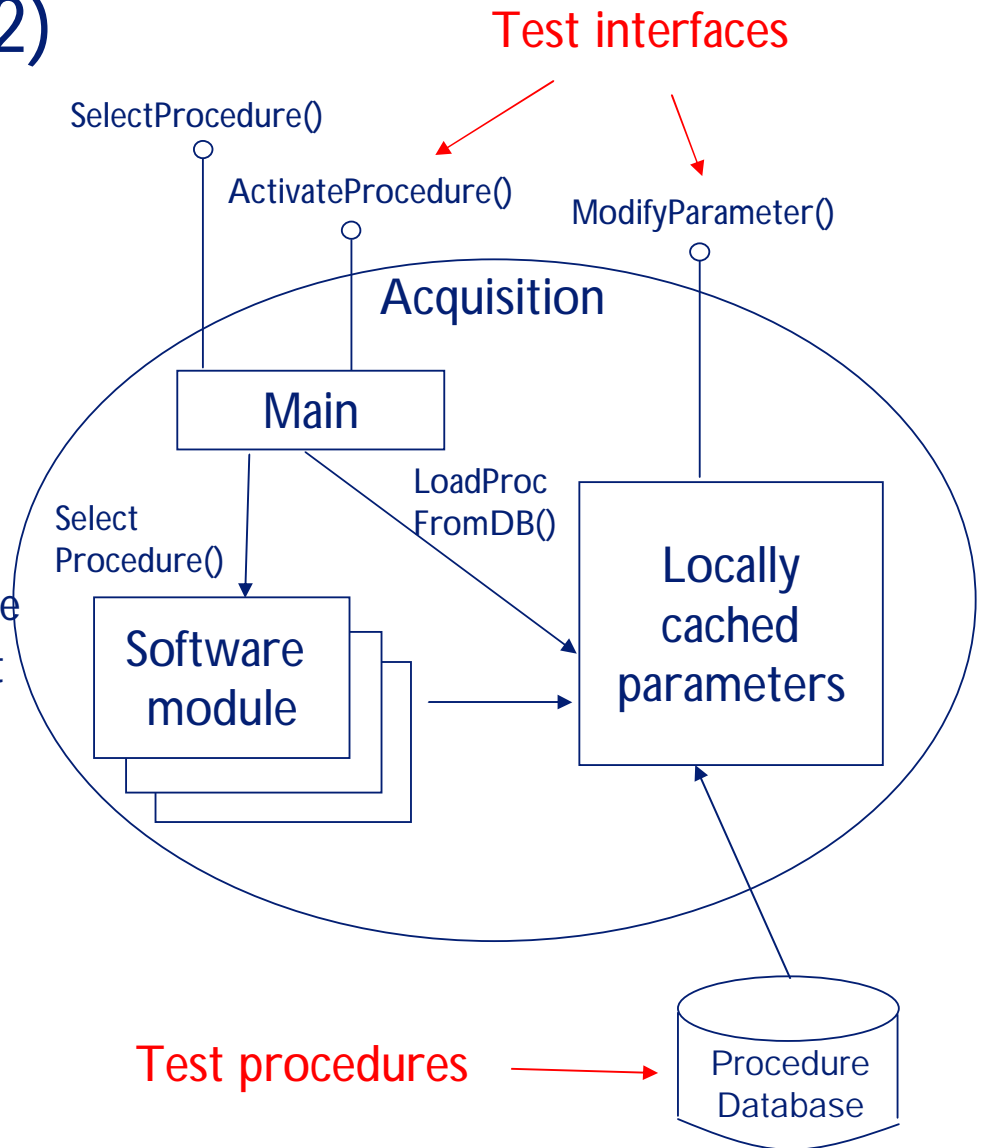 2)
Test interfaces
SelectProcedure()
ActivateProcedure()
ModifyParameter()
Acquisition
Main
LoadProc
FromDB()
Select
Procedure()
e
t
Software
module
Locally
cached
parameters
Test procedures
Procedure
Database